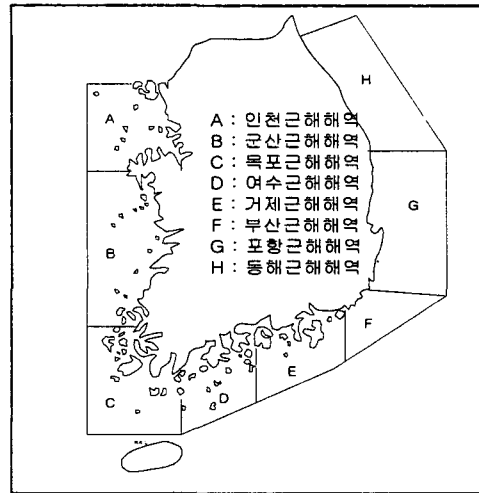 H
A
A : 인천근해해역
B : 군산근해해역
C : 목포근해해역
D : 여수근해해역
E : 거제근해해역
F : 부산근해해역
G : 포항근해해역
H : 동해근해해역
G
B
F
E
D
C